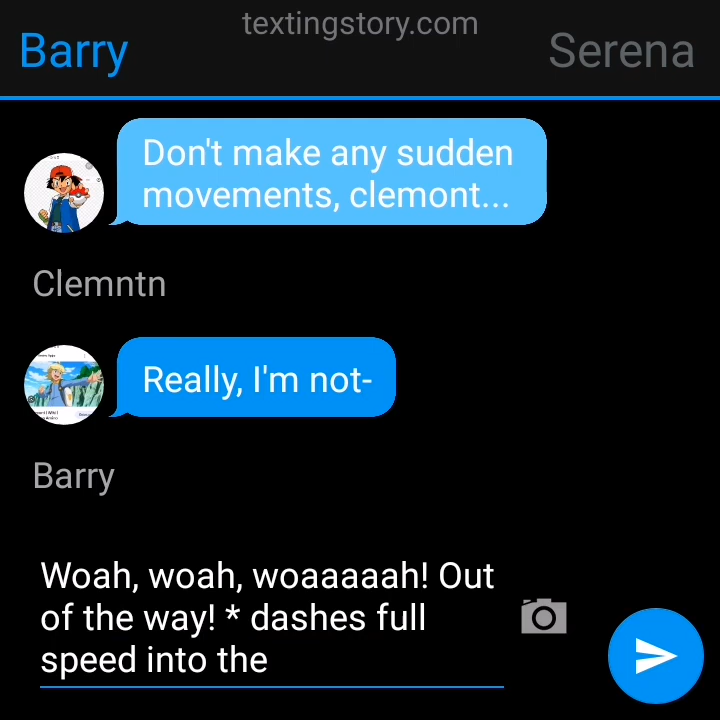 textingstory.com
Barry
Serena
Don't make any sudden
movements, clemont...
Clemntn
Really, I'm not-
Barry
Woah, woah, woaaaaah! Out
of the way! * dashes full
speed into the